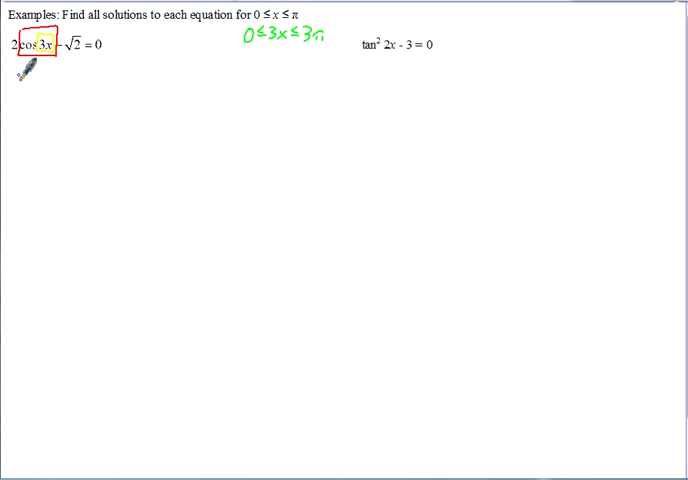 Examples: Find all solutions to each equation for 0 ≤ x ≤ π
0 ≤ 3x ≤ 3π
2cos 3x − √2 = 0
tan² 2x - 3 = 0